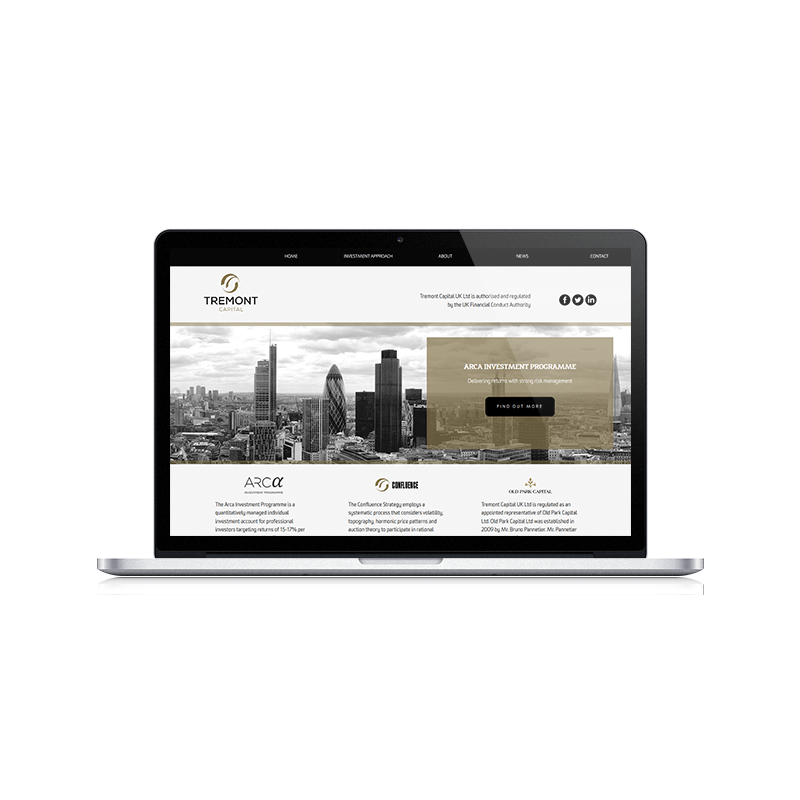 HOME INVESTMENT APPROACH ABOUT NEWS CONTACT
TREMONT
CAPITAL
Tremont Capital UK Ltd is authorised and regulated
by the UK Financial Conduct Authority
ARCA INVESTMENT PROGRAMME
Delivering returns with strong risk management
FIND OUT MORE
ARCα
INVESTMENT PROGRAMME
The Arca Investment Programme is a
quantitatively managed individual
investment account for professional
investors targeting returns of 15-17% per
CONFLUENCE
The Confluence Strategy employs a
systematic process that considers volatility,
topography, harmonic price patterns and
auction theory to participate in rational
OLD PARK CAPITAL
Tremont Capital UK Ltd is regulated as an
appointed representative of Old Park Capital
Ltd. Old Park Capital Ltd was established in
2009 by Mr. Bruno Pannetier. Mr. Pannetier